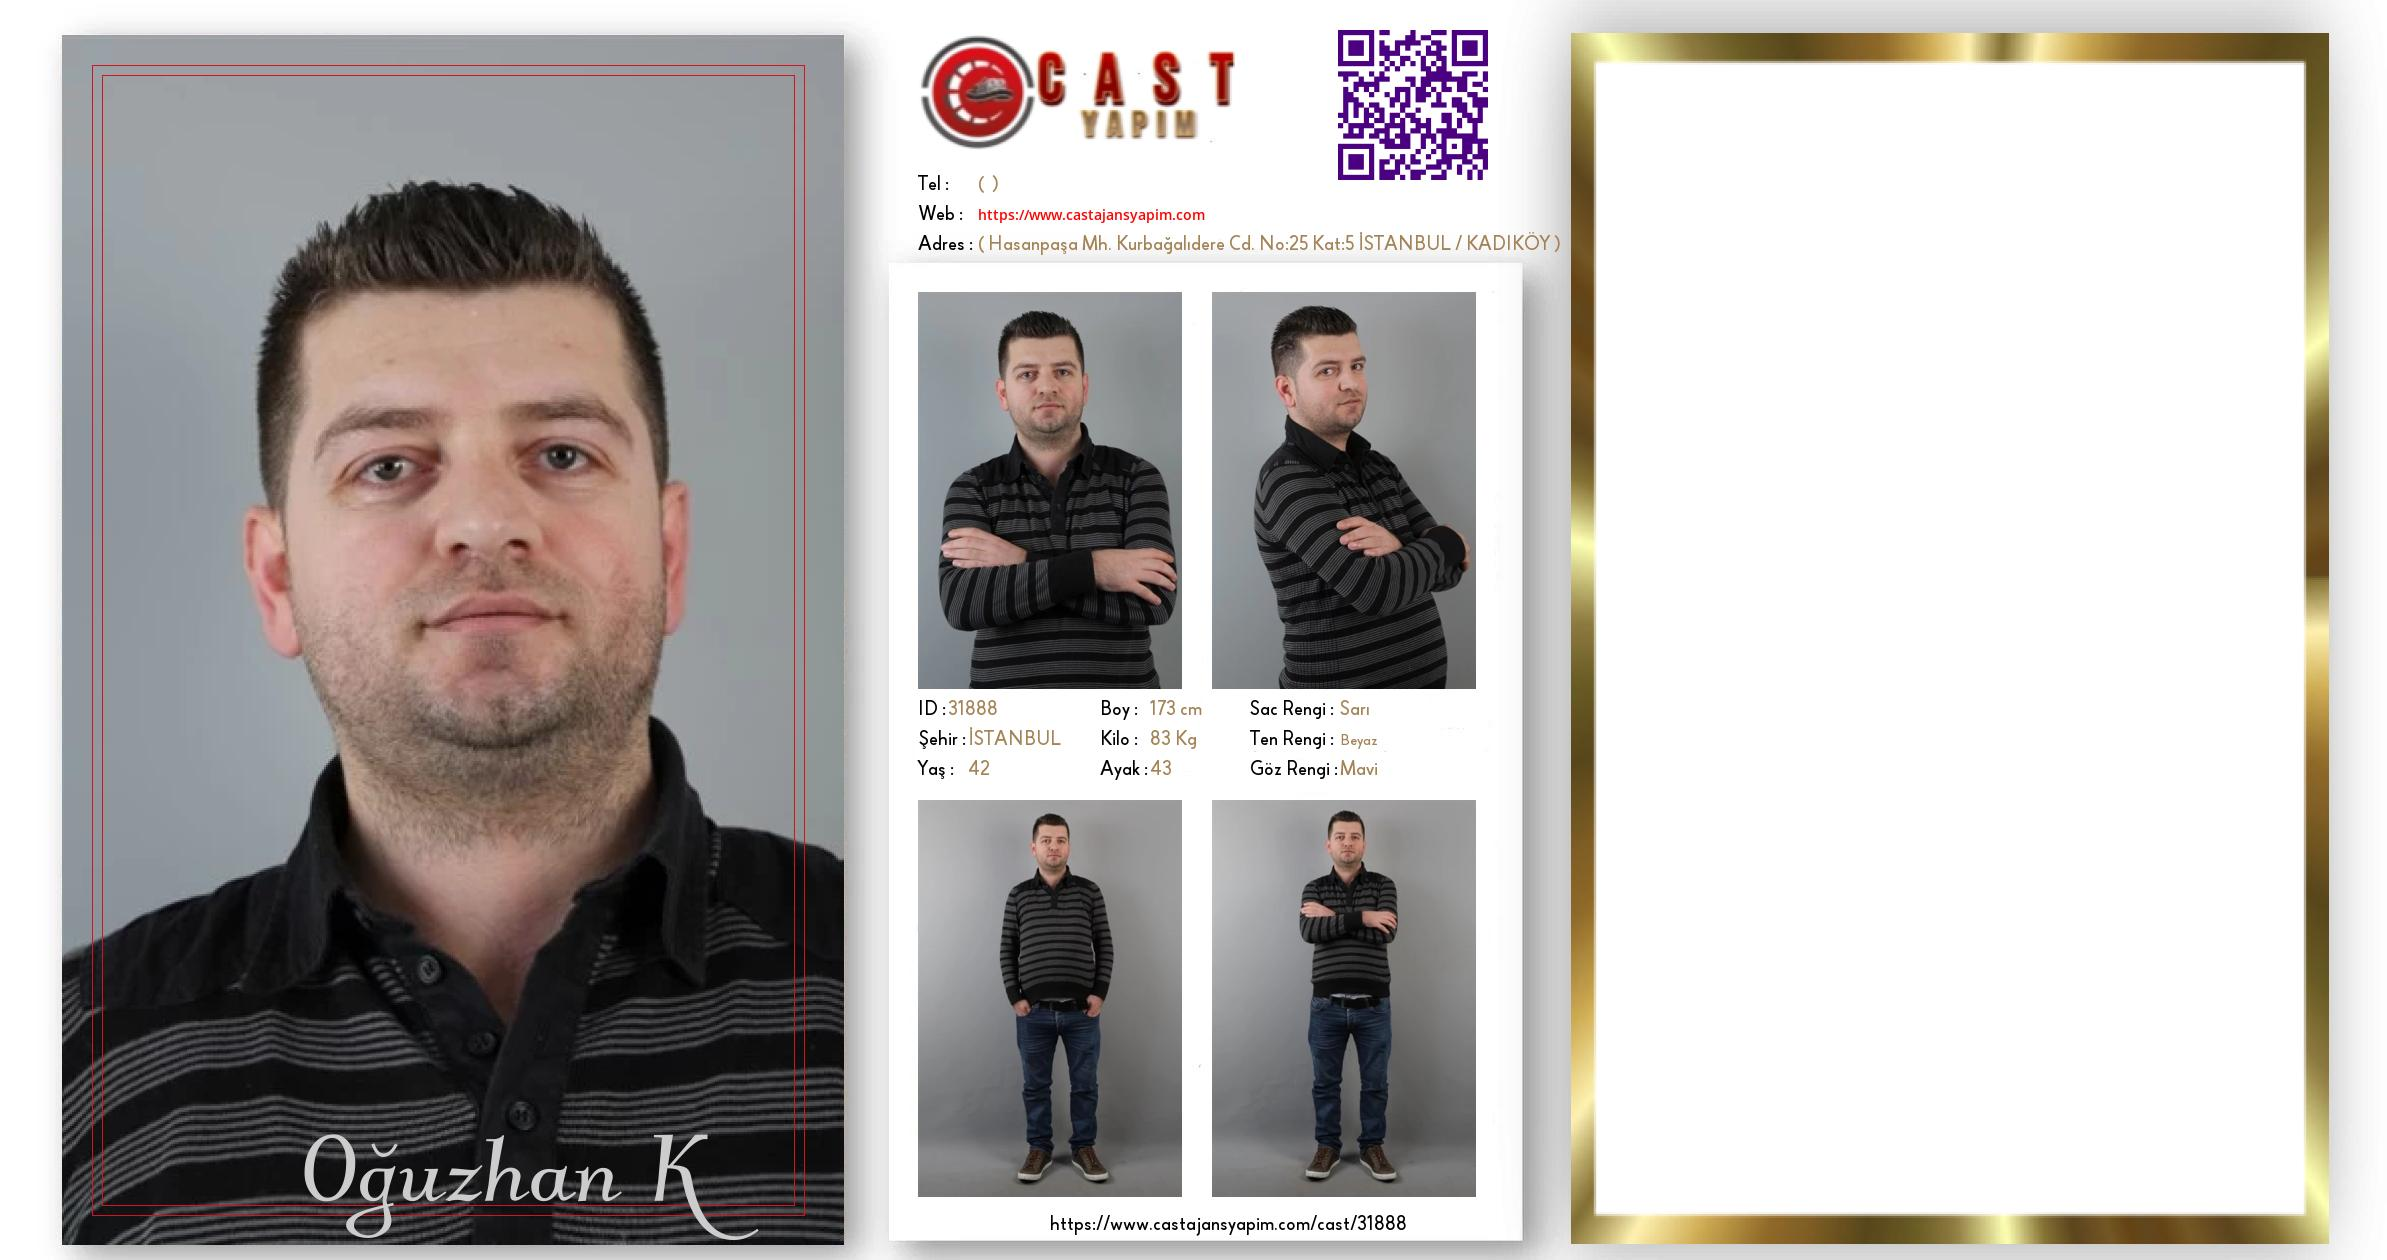 Oğuzhan K
CAST
YAPIM
Tel : ( )
Web : https://www.castajansyapim.com
Adres : ( Hasanpaşa Mh. Kurbağalıdere Cd. No:25 Kat:5 İSTANBUL / KADIKÖY )
ID : 31888 Boy : 173 cm Sac Rengi : Sarı
Şehir : İSTANBUL Kilo : 83 Kg Ten Rengi : Beyaz
Yaş : 42 Ayak : 43 Göz Rengi : Mavi
https://www.castajansyapim.com/cast/31888